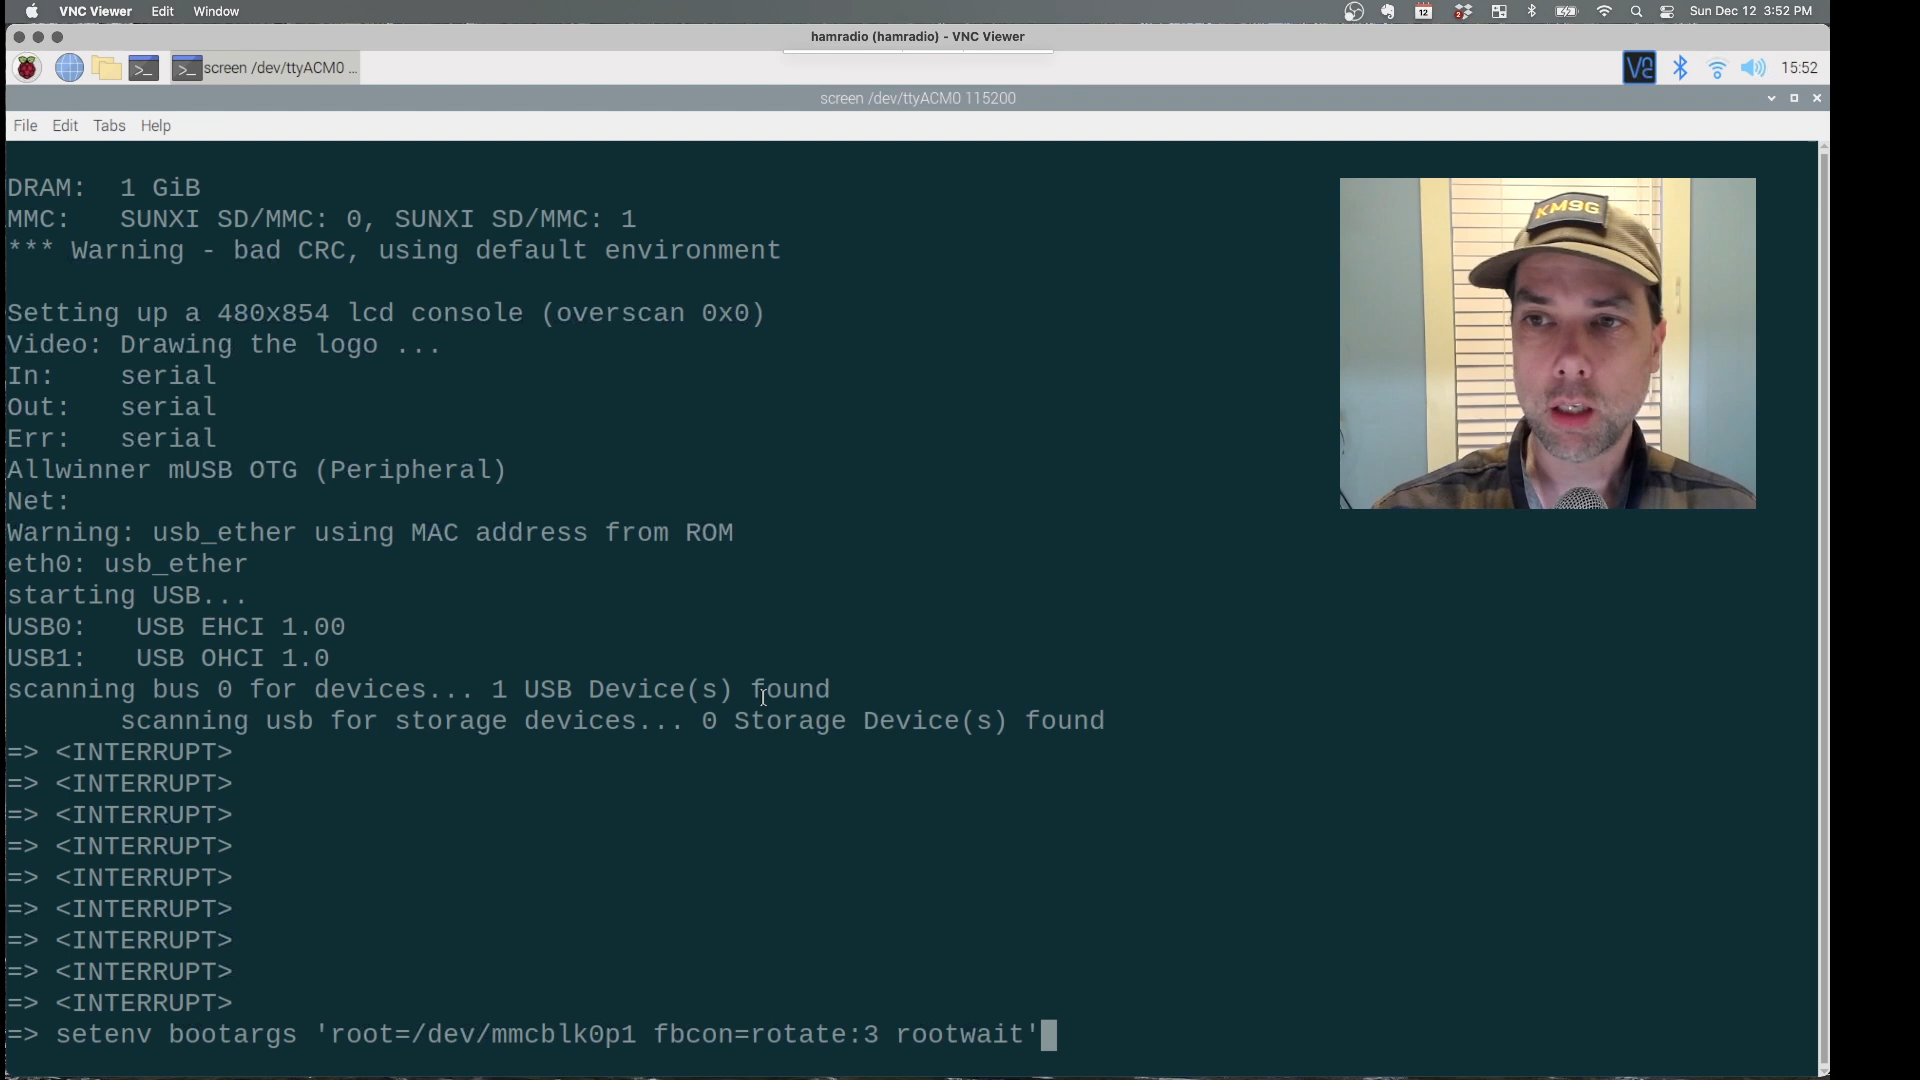 VNC Viewer Edit Window
12
2
Sun Dec 12 3:52 PM
hamradio (hamradio) - VNC Viewer
screen /dev/ttyACM0 ...
15:52
screen /dev/ttyACM0 115200
File Edit Tabs Help
DRAM: 1 GiB
MMC: SUNXI SD/MMC: 0, SUNXI SD/MMC: 1
*** Warning - bad CRC, using default environment
Setting up a 480x854 lcd console (overscan 0x0)
Video: Drawing the logo ...
In: serial
Out: serial
Err: serial
Allwinner mUSB OTG (Peripheral)
Net:
Warning: usb_ether using MAC address from ROM
eth0: usb_ether
starting USB...
USB0: USB EHCI 1.00
USB1: USB OHCI 1.0
scanning bus 0 for devices... 1 USB Device(s) found
scanning usb for storage devices... 0 Storage Device(s) found
=> <INTERRUPT>
=> <INTERRUPT>
=> <INTERRUPT>
=> <INTERRUPT>
=> <INTERRUPT>
=> <INTERRUPT>
=> <INTERRUPT>
=> <INTERRUPT>
=> <INTERRUPT>
=> setenv bootargs 'root=/dev/mmcblk0p1 fbcon=rotate:3 rootwait'
KM9G